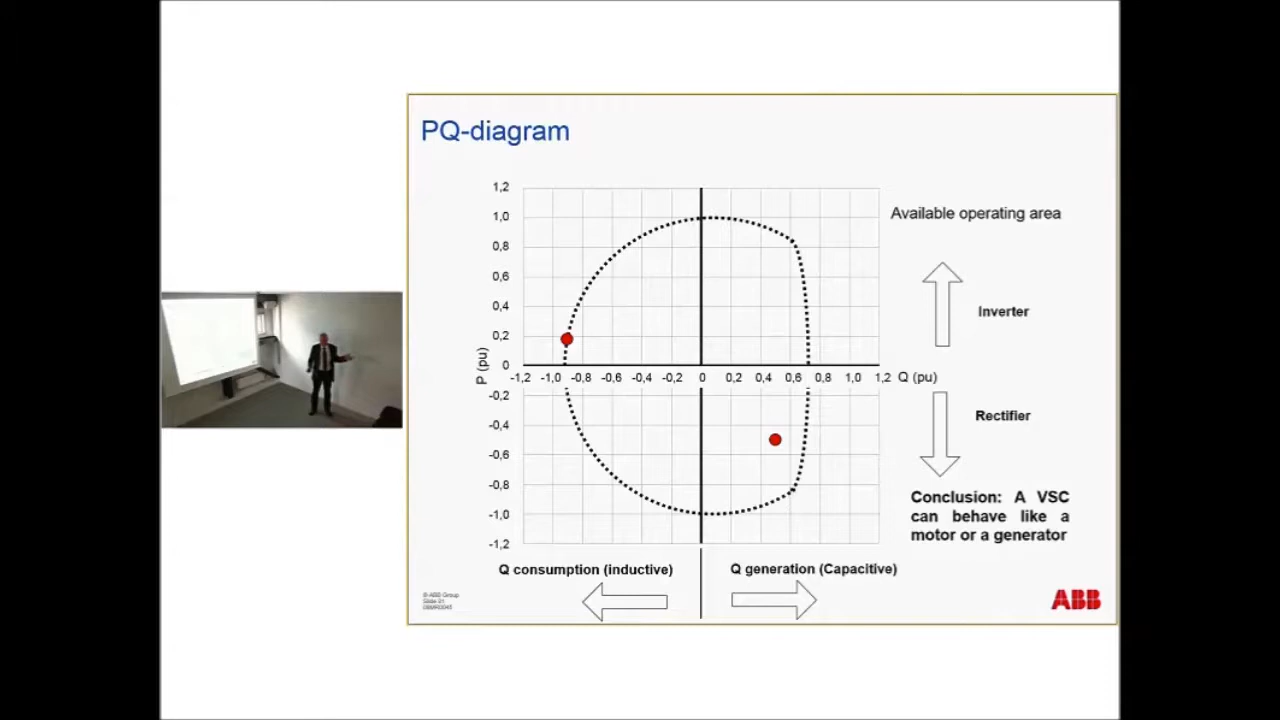 PQ-diagram
1,2
1,0
0,8
0,6
0,4
0,2
0
-0,2
-0,4
-0,6
-0,8
-1,0
-1,2
P (pu)
-1,2 -1,0 -0,8 -0,6 -0,4 -0,2 0 0,2 0,4 0,6 0,8 1,0 1,2 Q (pu)
Available operating area
Inverter
Rectifier
Conclusion: A VSC
can behave like a
motor or a generator
Q consumption (inductive)
Q generation (Capacitive)
© ABB Group
ABB